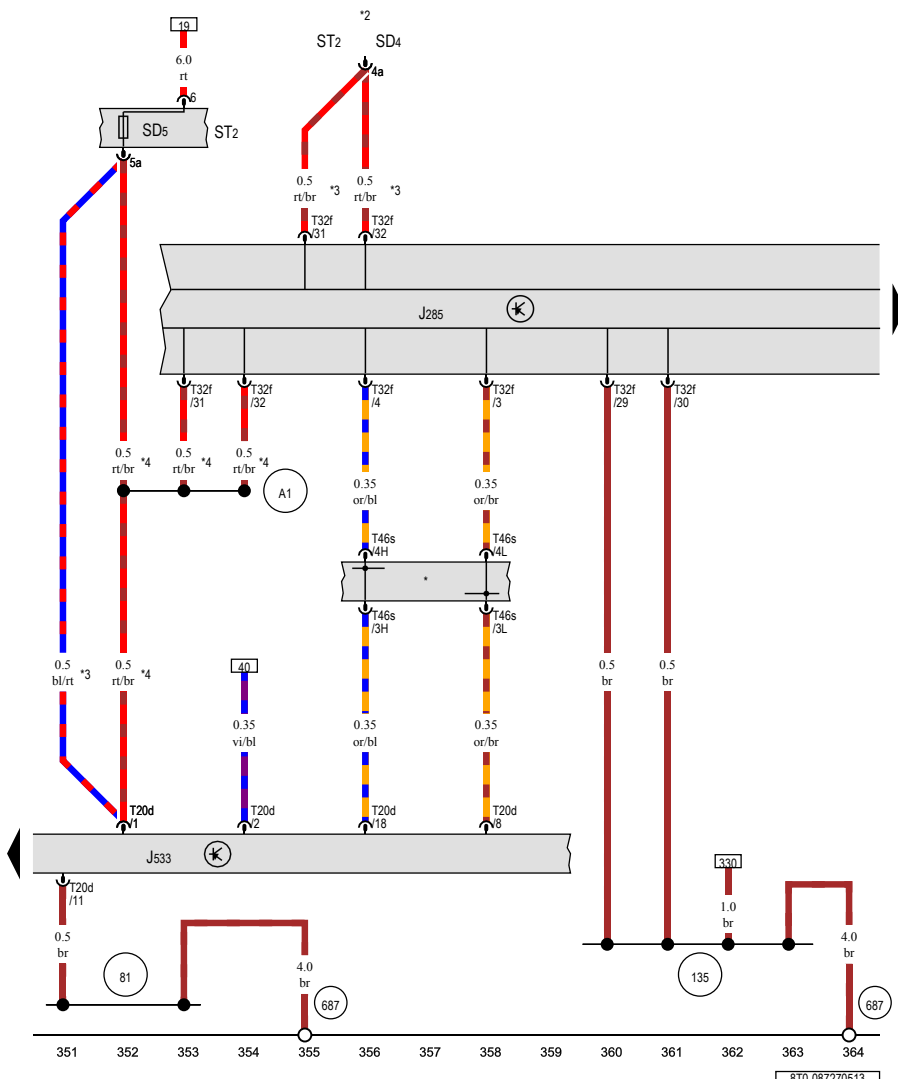 19
*2
ST2 SD4
6.0
rt
6
4a
SD5
ST2
5a
0.5
rt/br *3
0.5
rt/br *3
T32f
/31
T32f
/32
J285
T32f
/31
T32f
/32
T32f
/4
T32f
/3
T32f
/29
T32f
/30
0.5
rt/br *4
0.5
rt/br *4
0.5
rt/br *4
A1
0.35
or/bl
0.35
or/br
T46s
/4H
T46s
/4L
*
T46s
/3H
T46s
/3L
0.5
bl/rt *3
0.5
rt/br *4
40
0.35
vi/bl
0.35
or/bl
0.35
or/br
0.5
br
0.5
br
T20d
/1
T20d
/2
T20d
/18
T20d
/8
J533
T20d
/11
330
1.0
br
0.5
br
4.0
br
4.0
br
81
687
135
687
351 352 353 354 355 356 357 358 359 360 361 362 363 364
8T0-087270513